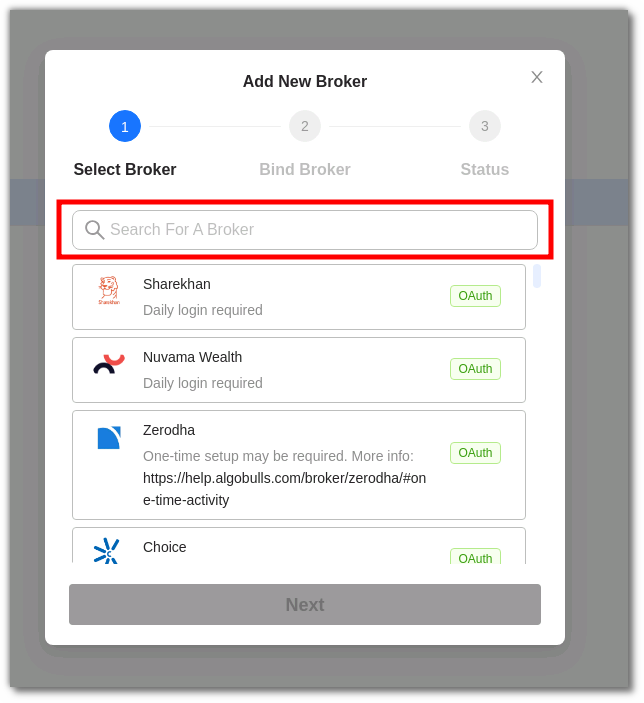 Add New Broker
1
2
3
Select Broker
Bind Broker
Status
Search For A Broker
Sharekhan
Sharekhan
Daily login required
OAuth
Nuvama Wealth
Daily login required
OAuth
Zerodha
One-time setup may be required. More info:
https://help.algobulls.com/broker/zerodha/#on
e-time-activity
OAuth
Choice
OAuth
Next